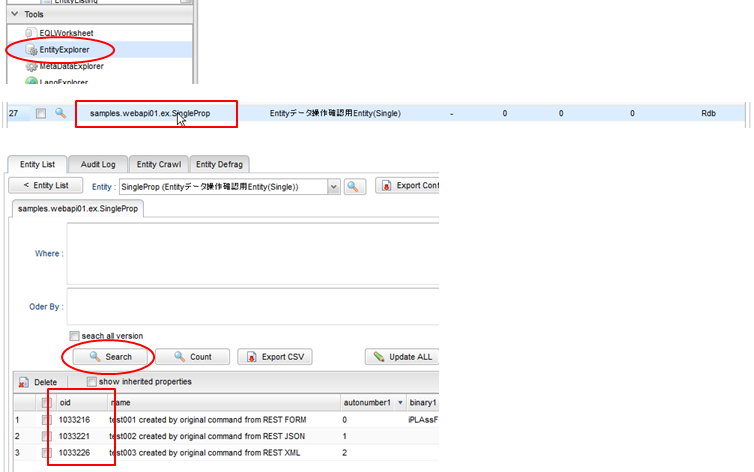 EntityListing
Tools
EQLWorksheet
EntityExplorer
MetaDataExplorer
LangExplorer
27 samples.webapi01.ex.SingleProp Entityデータ操作確認用Entity(Single) - 0 0 0 Rdb
Entity List Audit Log Entity Crawl Entity Defrag
< Entity List Entity : SingleProp (Entityデータ操作確認用Entity(Single)) Export Conf
samples.webapi01.ex.SingleProp
Where :
Oder By :
seach all version
Search Count Export CSV Update ALL
Delete show inherited properties
oid name autonumber1 binary1
1 1033216 test001 created by original command from REST FORM 0 iPLAssF
2 1033221 test002 created by original command from REST JSON 1
3 1033226 test003 created by original command from REST XML 2